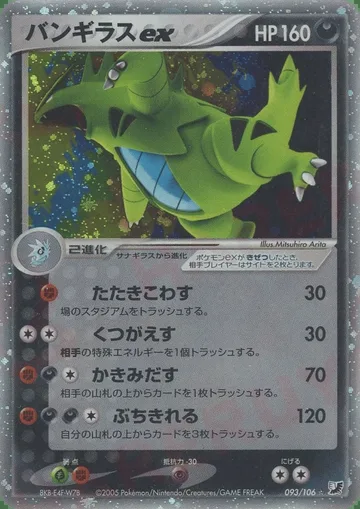 バンギラスex HP160
Illus.Mitsuhiro Arita
2進化 サナギラスから進化
ポケモンexがきぜつしたとき、
相手プレイヤーはサイドを2枚とります。
たたきこわす 30
場のスタジアムをトラッシュする。
くつがえす 30
相手の特殊エネルギーを1個トラッシュする。
かきみだす 70
相手の山札の上からカードを1枚トラッシュする。
ぶちきれる 120
自分の山札の上からカードを3枚トラッシュする。
弱点 抵抗力 -30 にげる
©2005 Pokémon/Nintendo/Creatures/GAME FREAK 093/106